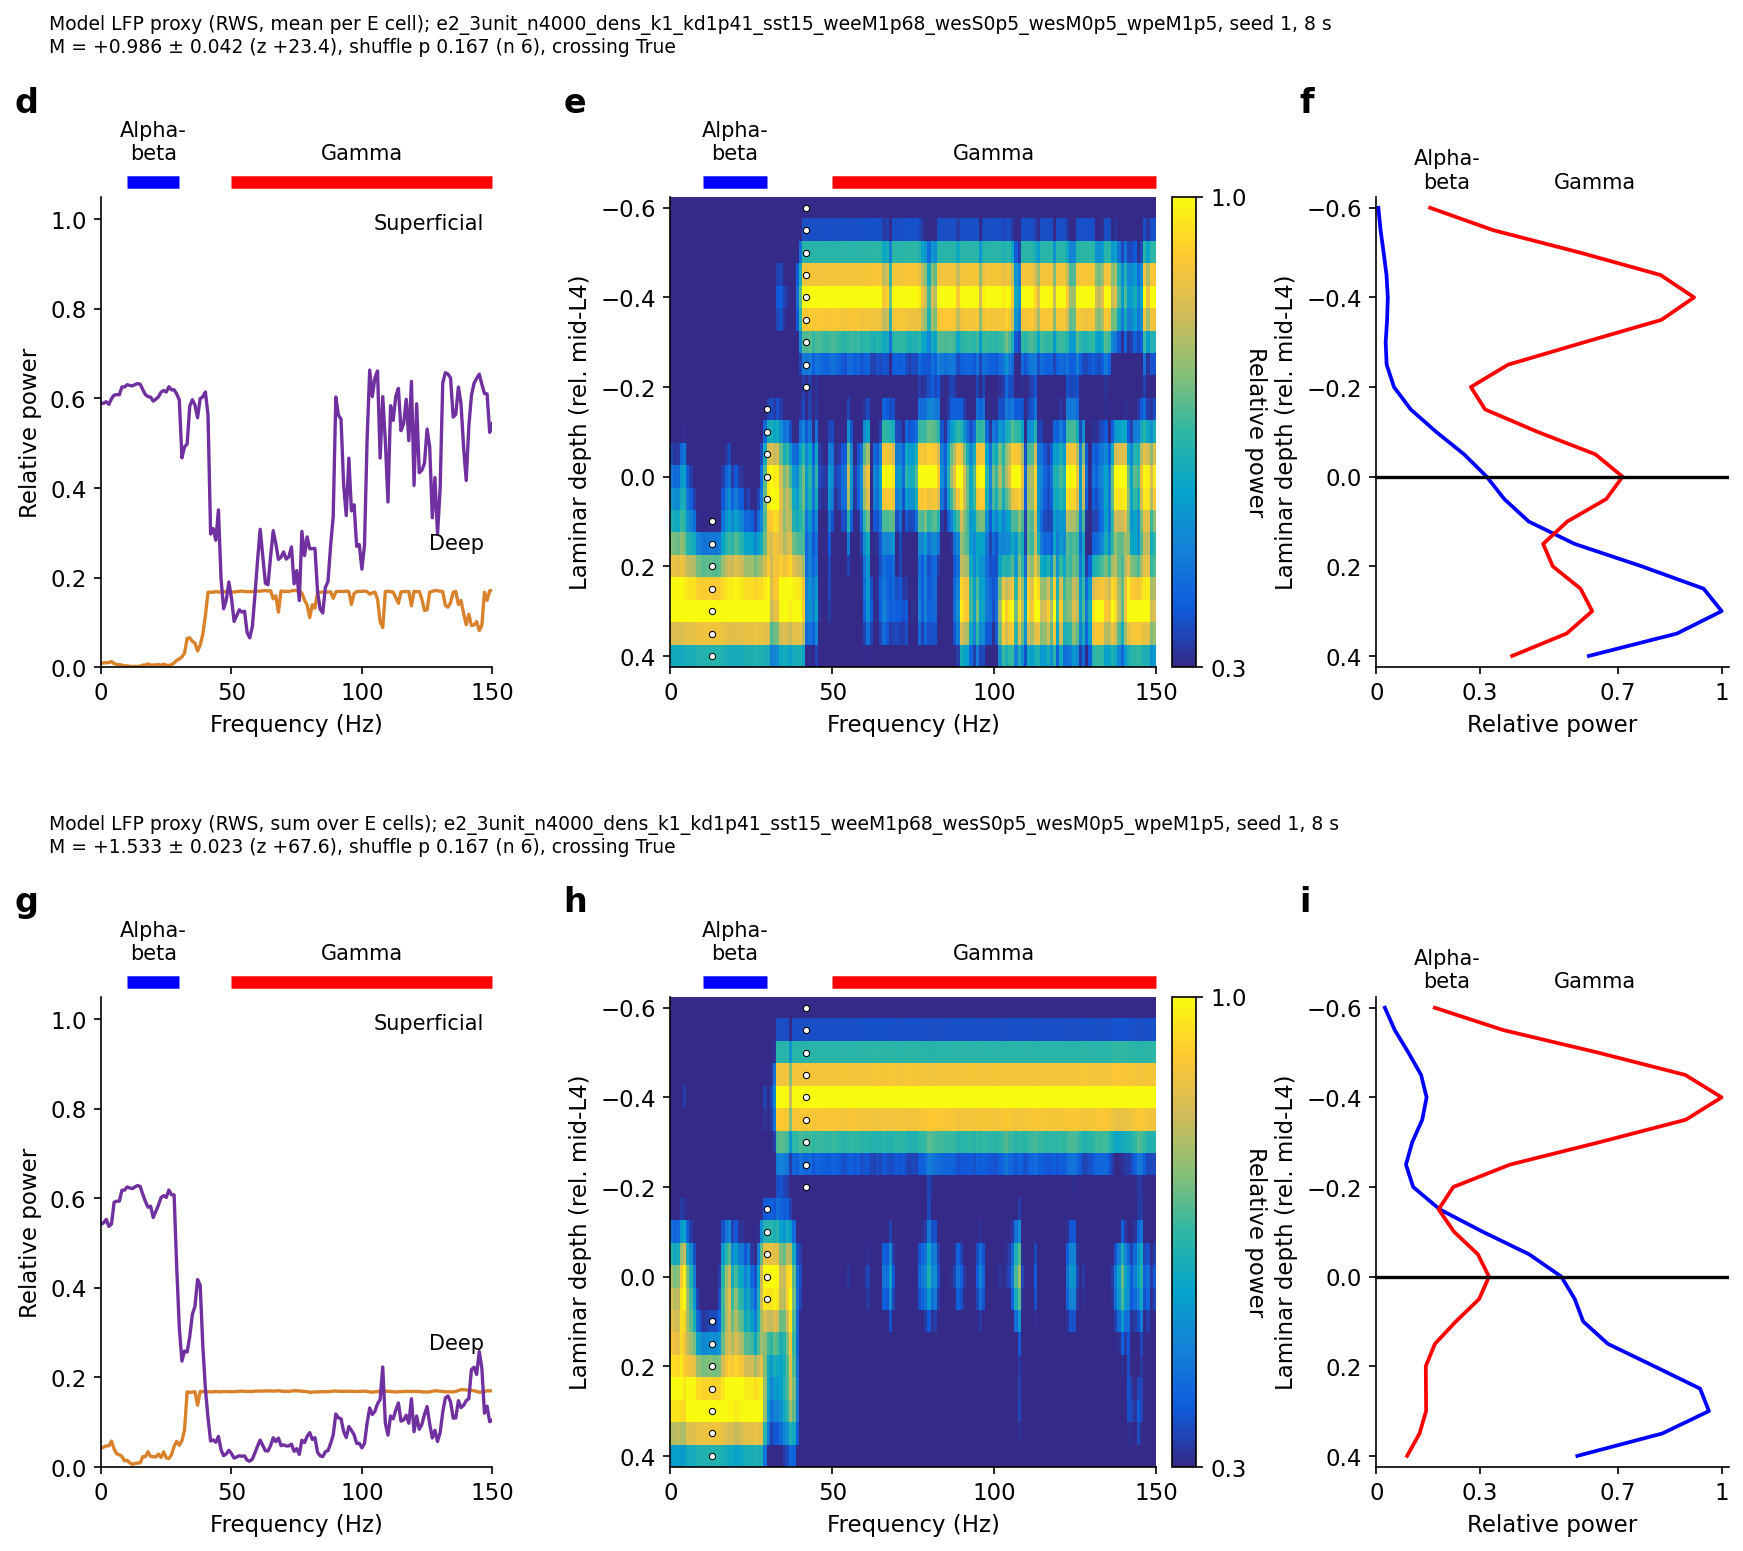 Model LFP proxy (RWS, mean per E cell); e2_3unit_n4000_dens_k1_kd1p41_sst15_weeM1p68_wesS0p5_wesM0p5_wpeM1p5, seed 1, 8 s
M = +0.986 ± 0.042 (z +23.4), shuffle p 0.167 (n 6), crossing True
d
Alpha-
beta
Gamma
Superficial
Deep
1.0
0.8
0.6
0.4
0.2
0.0
0
50
100
150
Relative power
Frequency (Hz)
e
Alpha-
beta
Gamma
−0.6
−0.4
−0.2
0.0
0.2
0.4
0
50
100
150
Laminar depth (rel. mid-L4)
Frequency (Hz)
1.0
0.3
Relative power
f
Alpha-
beta
Gamma
−0.6
−0.4
−0.2
0.0
0.2
0.4
0
0.3
0.7
1
Laminar depth (rel. mid-L4)
Relative power
Model LFP proxy (RWS, sum over E cells); e2_3unit_n4000_dens_k1_kd1p41_sst15_weeM1p68_wesS0p5_wesM0p5_wpeM1p5, seed 1, 8 s
M = +1.533 ± 0.023 (z +67.6), shuffle p 0.167 (n 6), crossing True
g
Alpha-
beta
Gamma
Superficial
Deep
1.0
0.8
0.6
0.4
0.2
0.0
0
50
100
150
Relative power
Frequency (Hz)
h
Alpha-
beta
Gamma
−0.6
−0.4
−0.2
0.0
0.2
0.4
0
50
100
150
Laminar depth (rel. mid-L4)
Frequency (Hz)
1.0
0.3
Relative power
i
Alpha-
beta
Gamma
−0.6
−0.4
−0.2
0.0
0.2
0.4
0
0.3
0.7
1
Laminar depth (rel. mid-L4)
Relative power